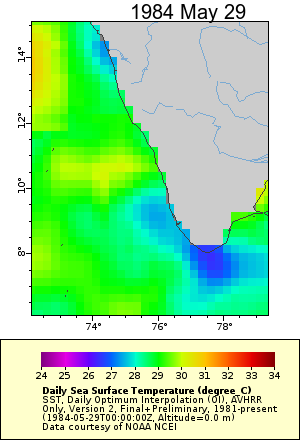 1984 May 29
14°
12°
10°
8°
74° 76° 78°
24 25 26 27 28 29 30 31 32 33 34
Daily Sea Surface Temperature (degree_C)
SST, Daily Optimum Interpolation (OI), AVHRR
Only, Version 2, Final+Preliminary, 1981-present
(1984-05-29T00:00:00Z, Altitude=0.0 m)
Data courtesy of NOAA NCEI